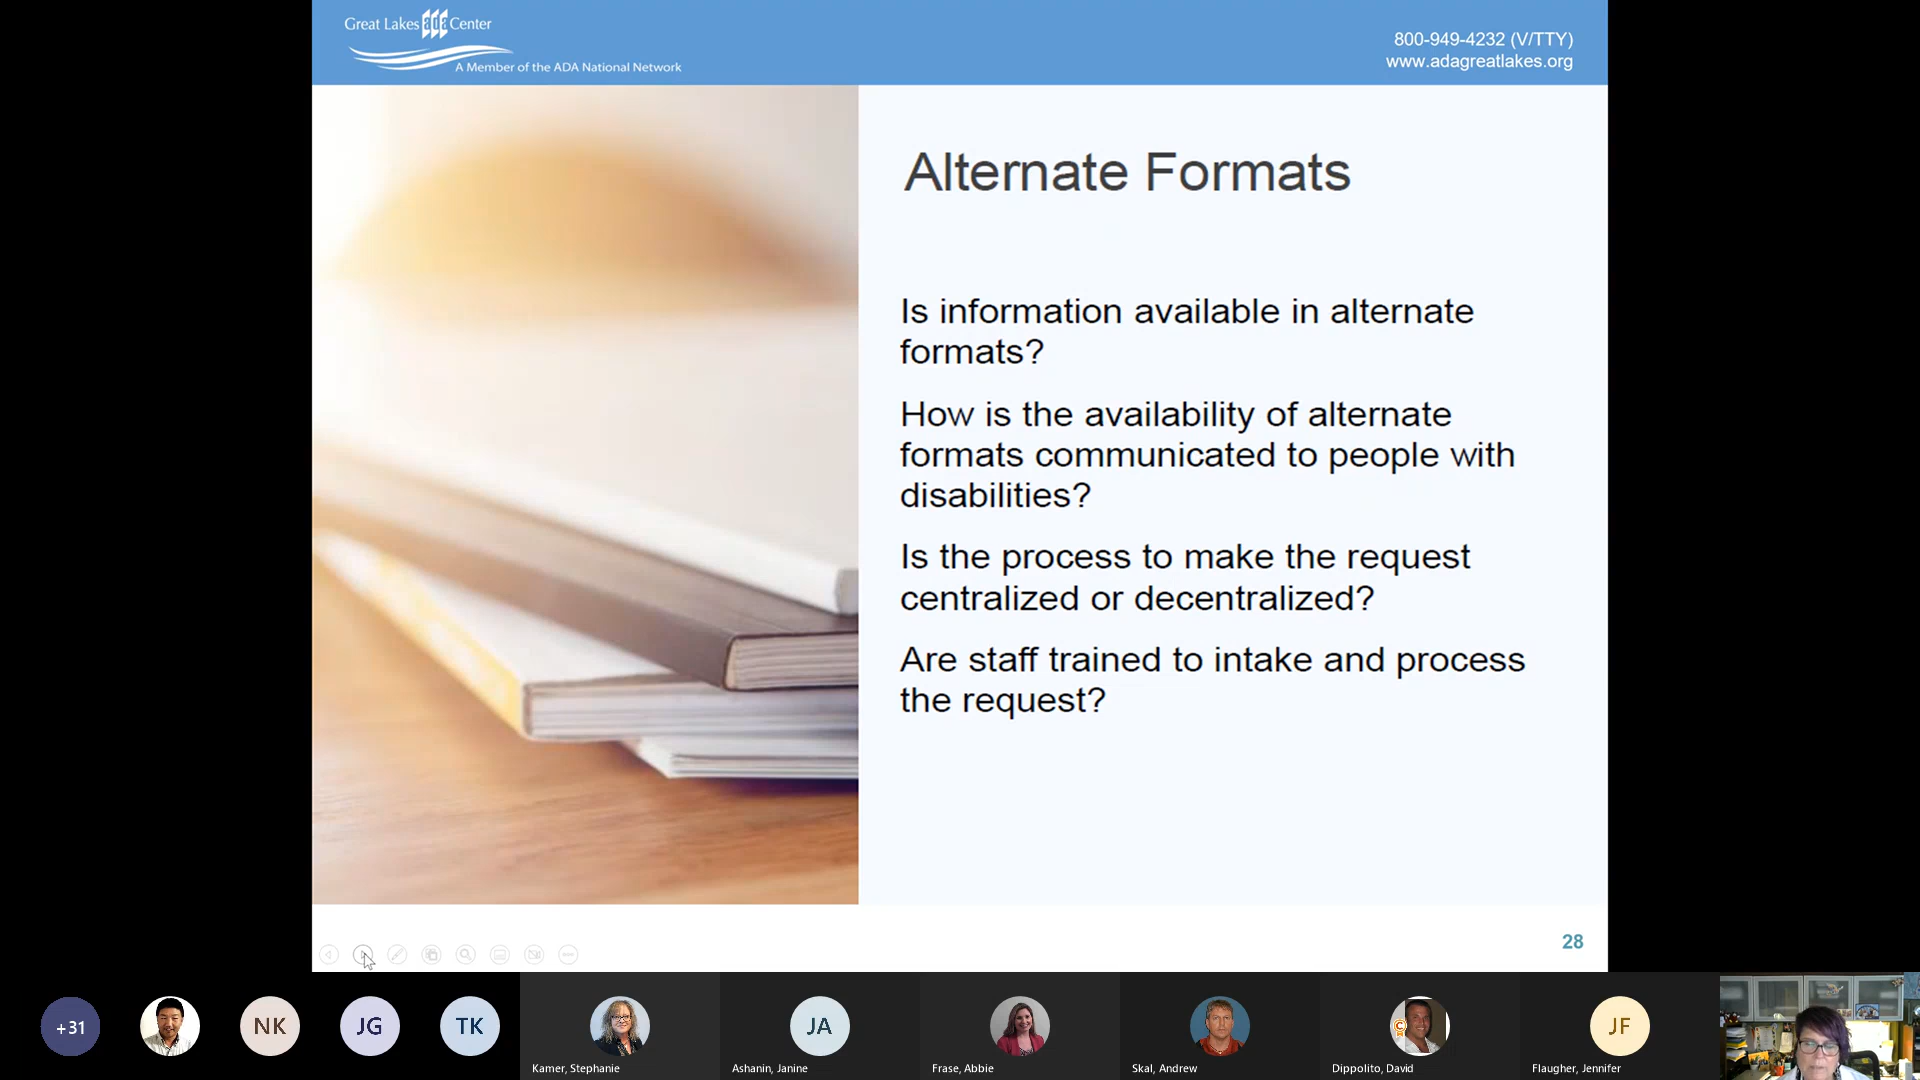 Great Lakes ada Center
A Member of the ADA National Network
800-949-4232 (V/TTY)
www.adagreatlakes.org
Alternate Formats
Is information available in alternate
formats?
How is the availability of alternate
formats communicated to people with
disabilities?
Is the process to make the request
centralized or decentralized?
Are staff trained to intake and process
the request?
28
+31
NK
JG
TK
JA
JF
Kamer, Stephanie
Ashanin, Janine
Frase, Abbie
Skal, Andrew
Dippolito, David
Flaugher, Jennifer